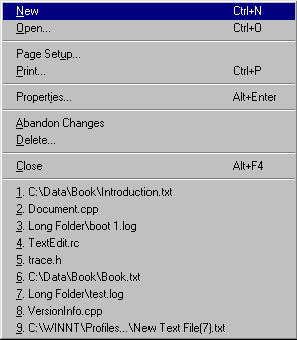 New Ctrl+N
Open... Ctrl+O
Page Setup...
Print... Ctrl+P
Properties... Alt+Enter
Abandon Changes
Delete...
Close Alt+F4
1. C:\Data\Book\Introduction.txt
2. Document.cpp
3. Long Folder\boot 1.log
4. TextEdit.rc
5. trace.h
6. C:\Data\Book\Book.txt
7. Long Folder\test.log
8. VersionInfo.cpp
9. C:\WINNT\Profiles...\New Text File(7).txt